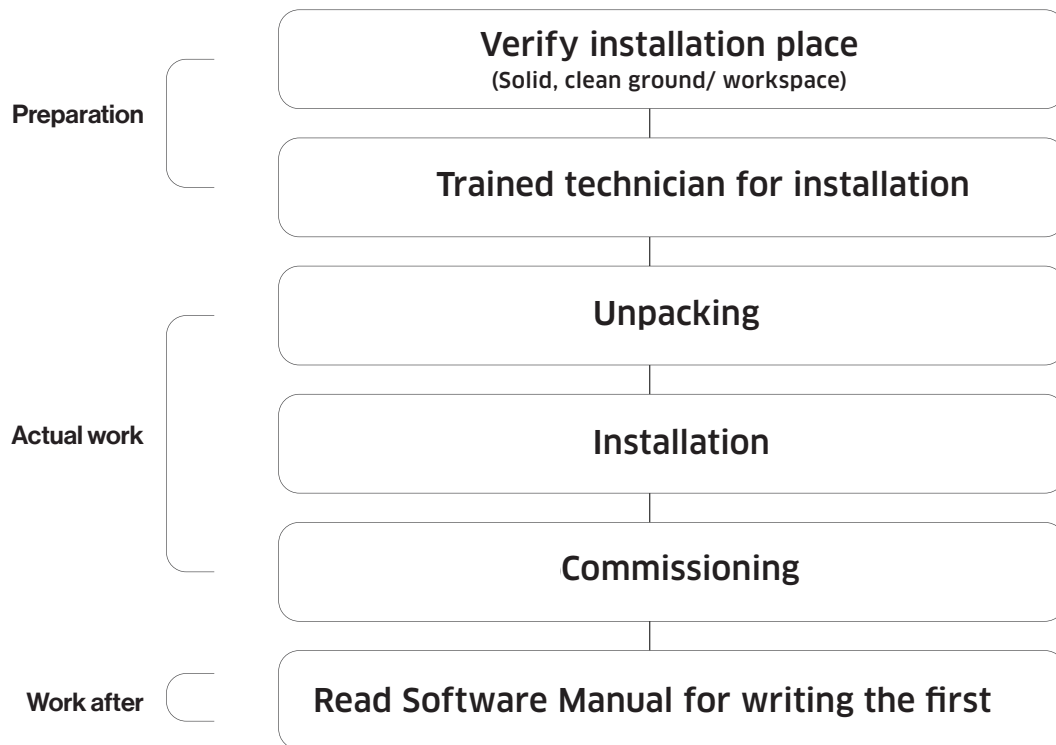 Verify installation place
(Solid, clean ground/ workspace)
Preparation
Trained technician for installation
Unpacking
Actual work
Installation
Commissioning
Work after
Read Software Manual for writing the first